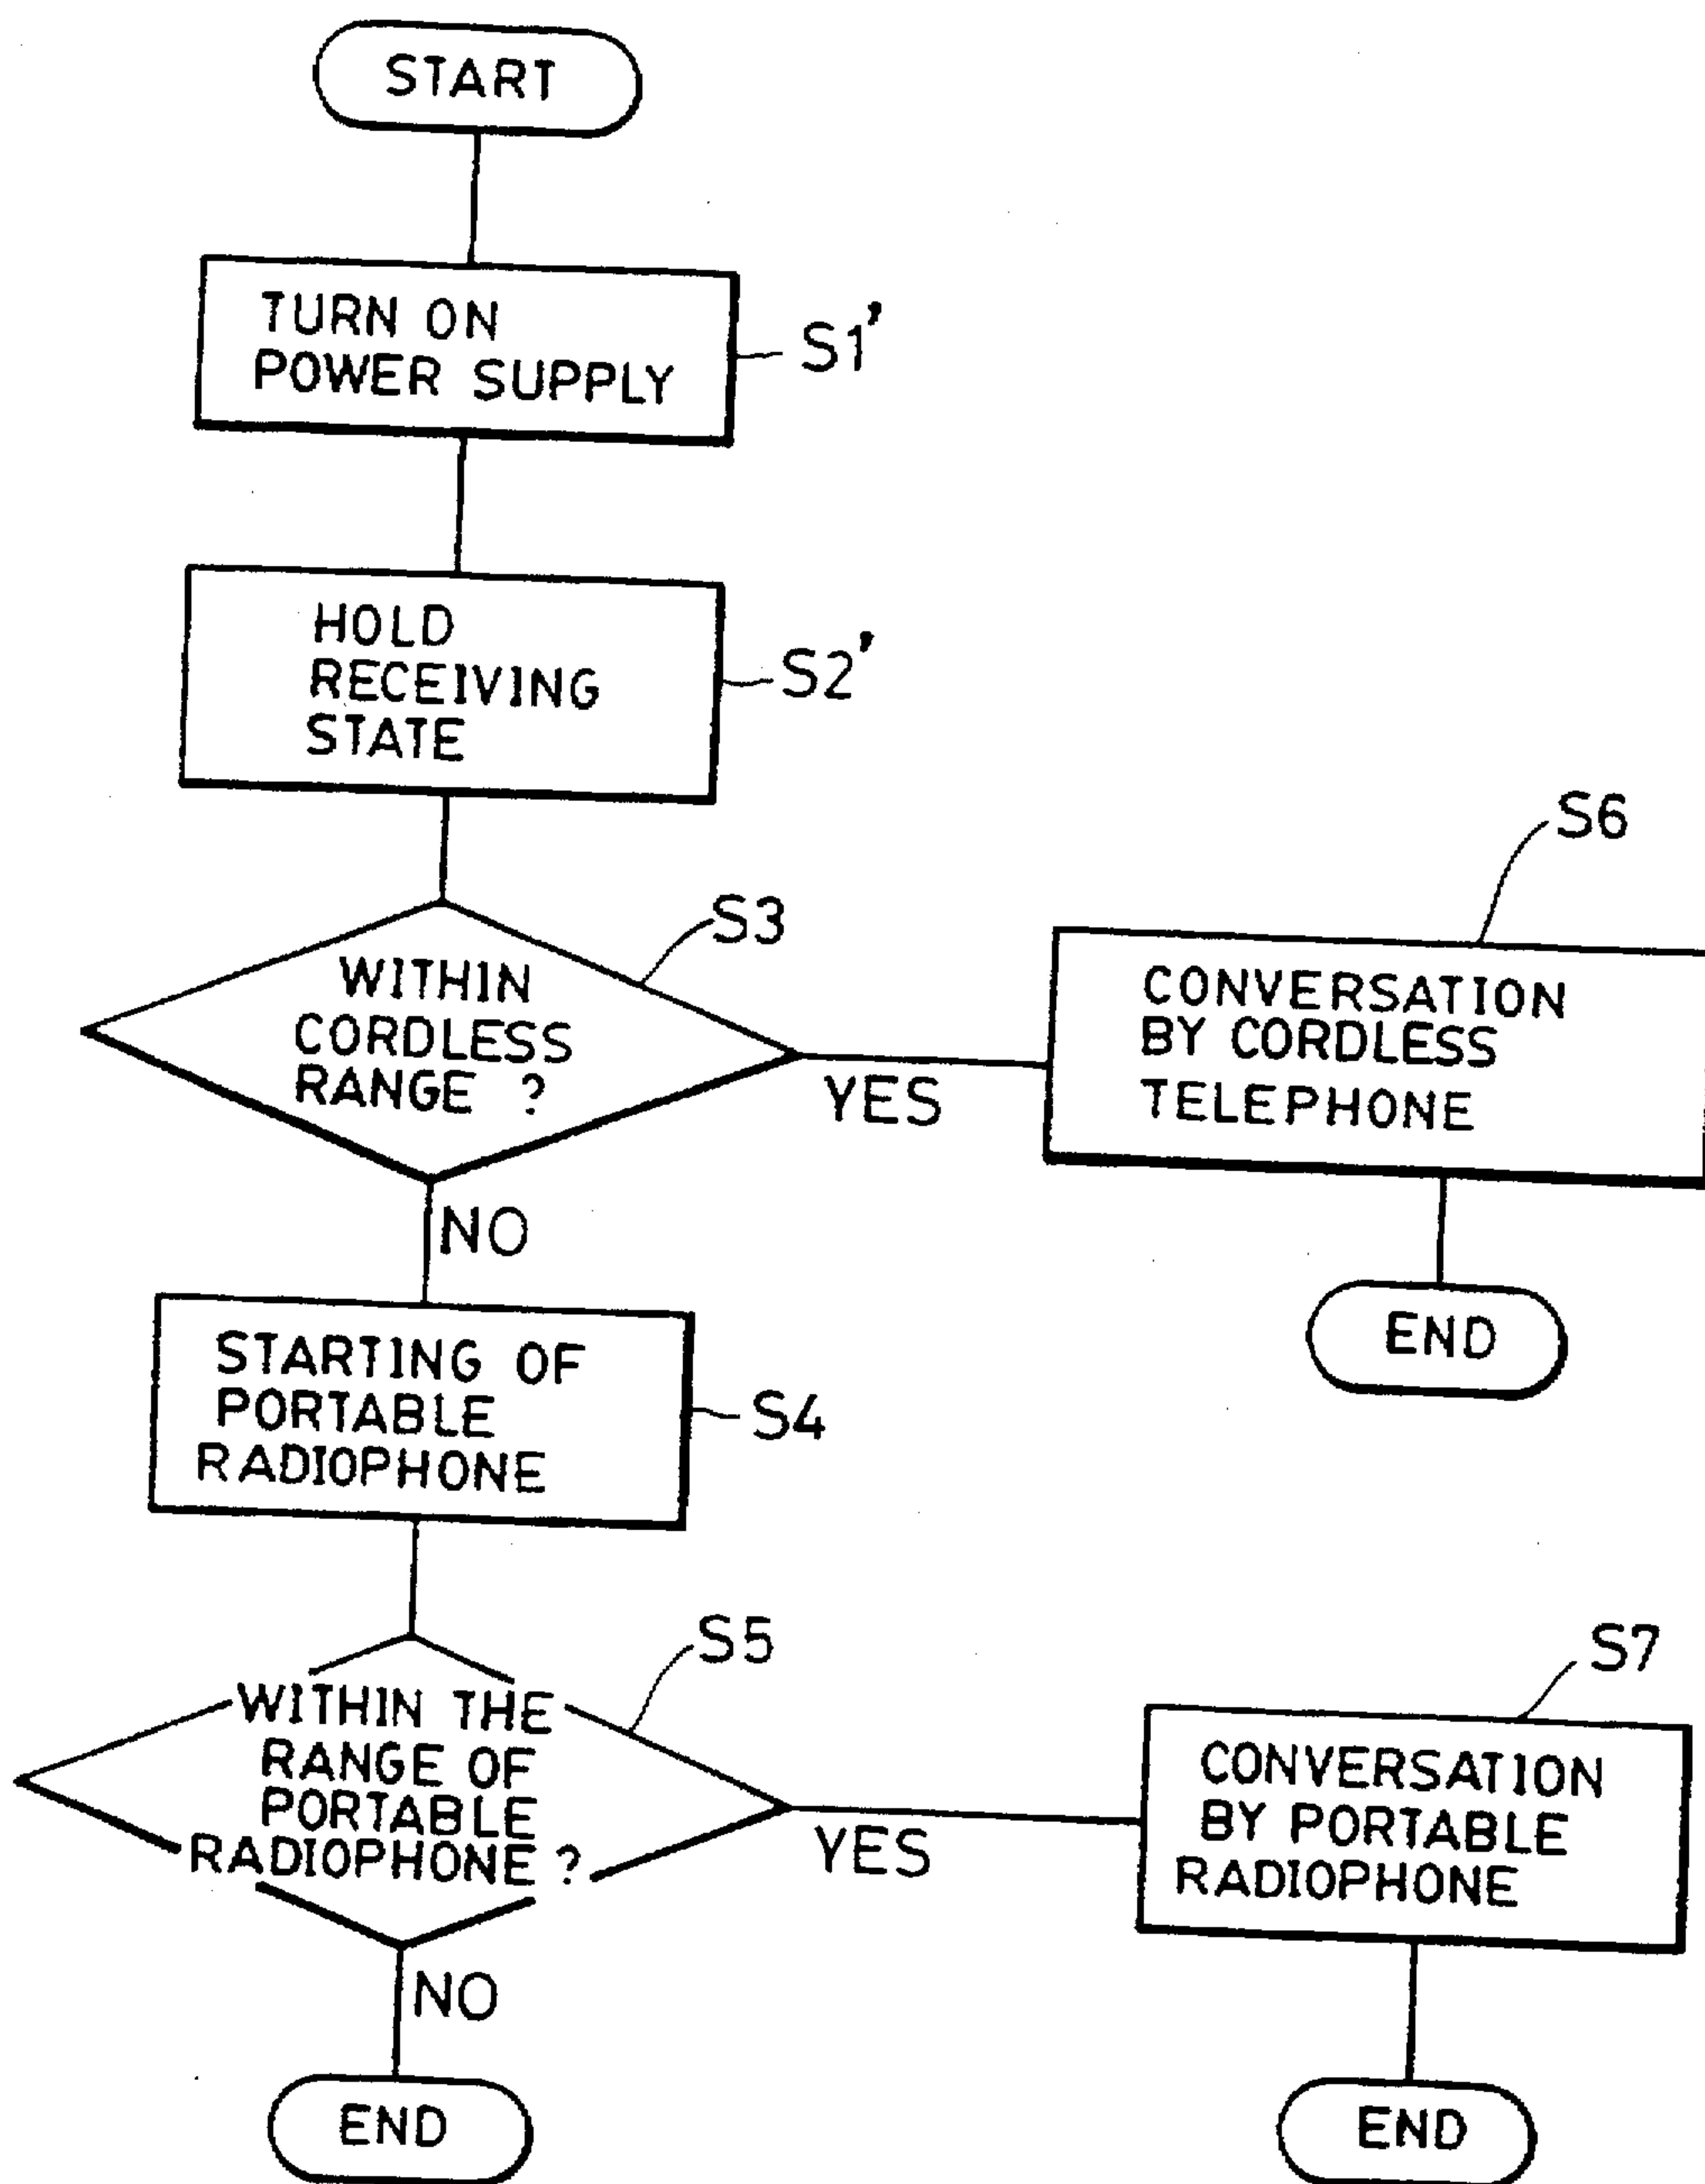 START
TURN ON
POWER SUPPLY
S1'
HOLD
RECEIVING
STATE
S2'
S3
WITHIN
CORDLESS
RANGE ?
YES
NO
S6
CONVERSATION
BY CORDLESS
TELEPHONE
END
STARTING OF
PORTABLE
RADIOPHONE
S4
S5
WITHIN THE
RANGE OF
PORTABLE
RADIOPHONE ?
YES
NO
S7
CONVERSATION
BY PORTABLE
RADIOPHONE
END
END